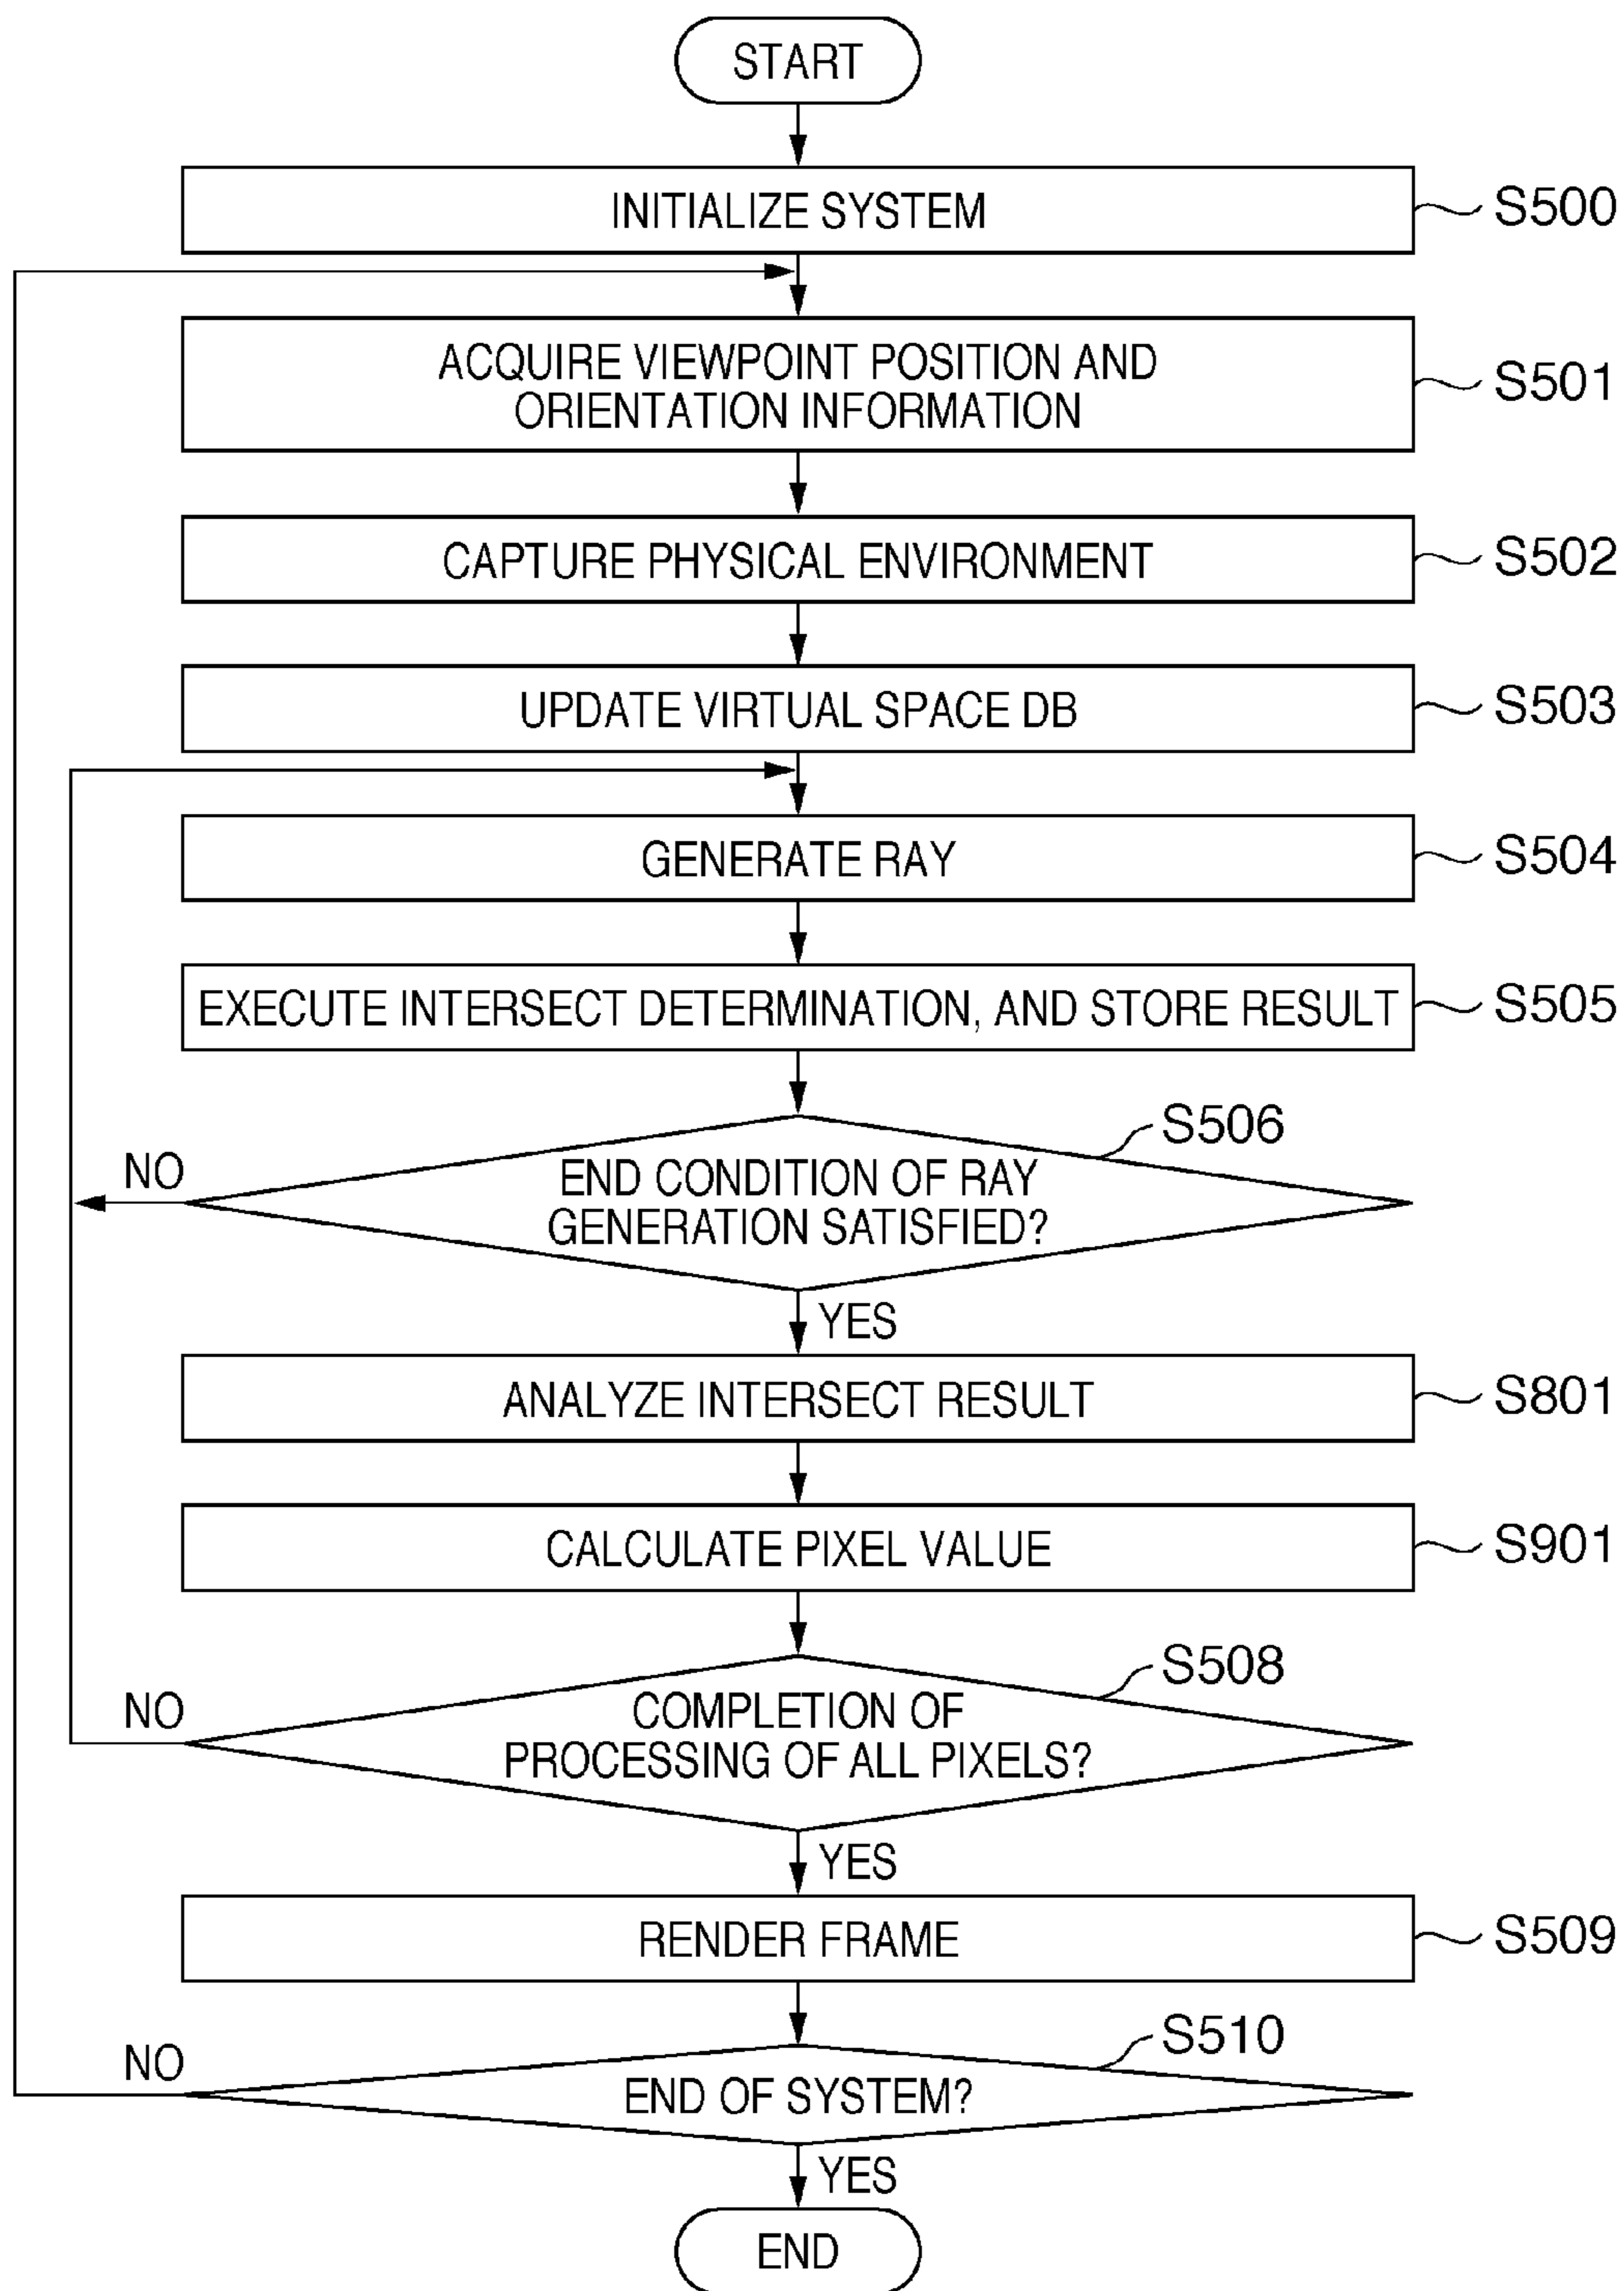 START
INITIALIZE SYSTEM
S500
ACQUIRE VIEWPOINT POSITION AND
ORIENTATION INFORMATION
S501
CAPTURE PHYSICAL ENVIRONMENT
S502
UPDATE VIRTUAL SPACE DB
S503
GENERATE RAY
S504
EXECUTE INTERSECT DETERMINATION, AND STORE RESULT
S505
S506
NO
END CONDITION OF RAY
GENERATION SATISFIED?
YES
ANALYZE INTERSECT RESULT
S801
CALCULATE PIXEL VALUE
S901
S508
NO
COMPLETION OF
PROCESSING OF ALL PIXELS?
YES
RENDER FRAME
S509
S510
NO
END OF SYSTEM?
YES
END